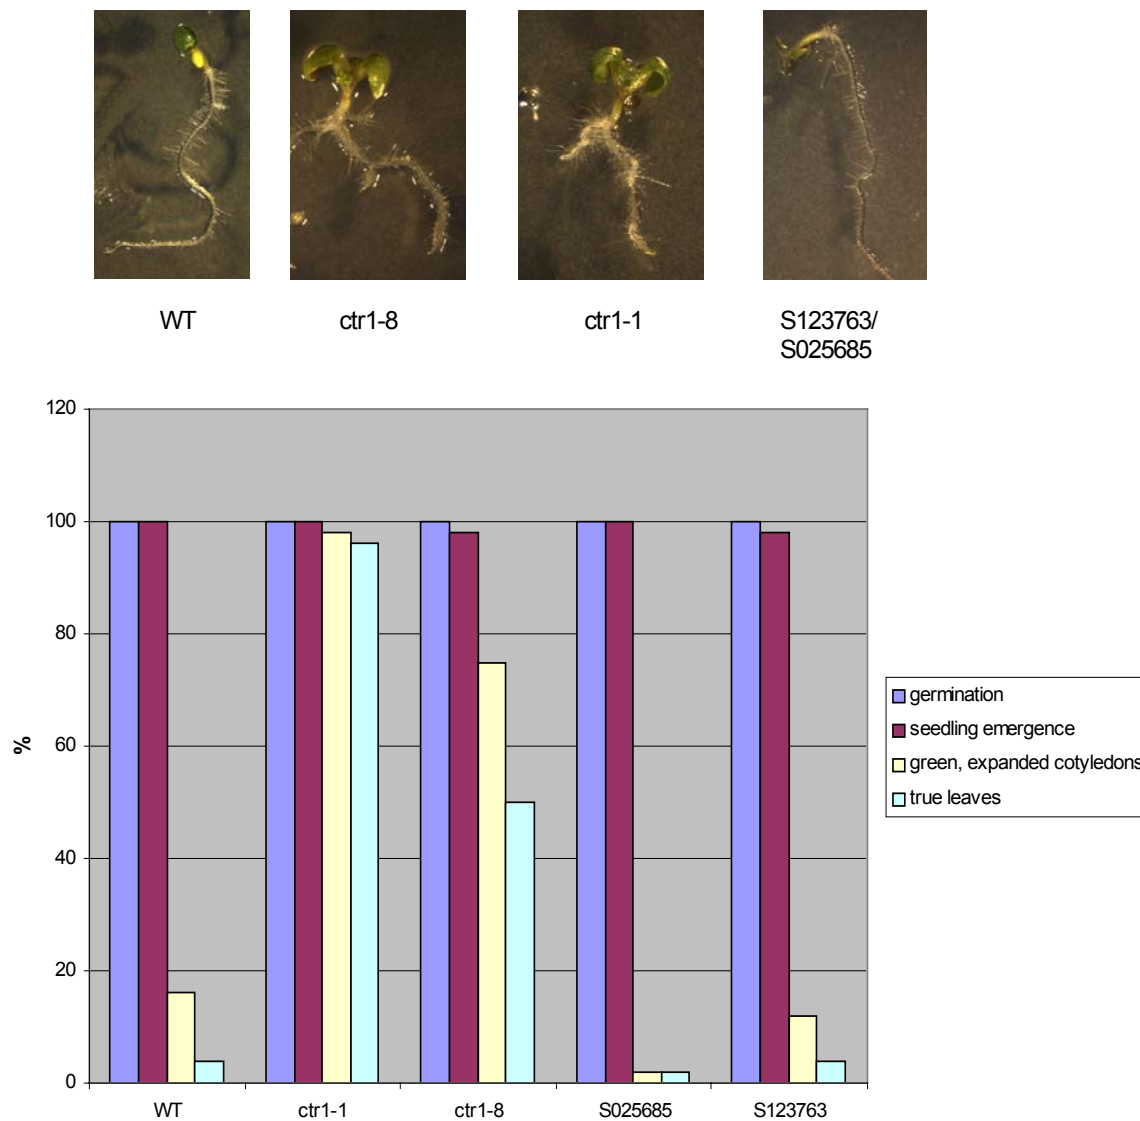 WT
ctr1-8
ctr1-1
S123763/
S025685
120
100
80
60
40
20
0
%
WT
ctr1-1
ctr1-8
S025685
S123763
germination
seedling emergence
green, expanded cotyledons
true leaves